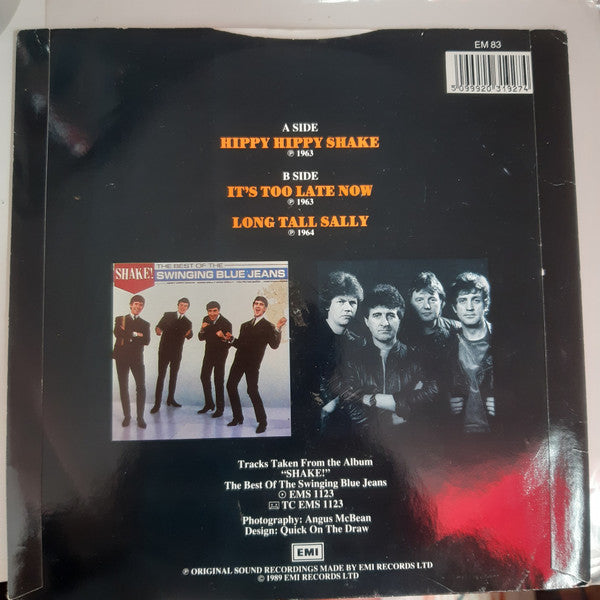 EM 83
5 099920 319274
A SIDE
HIPPY HIPPY SHAKE
℗ 1963
B SIDE
IT'S TOO LATE NOW
℗ 1963
LONG TALL SALLY
℗ 1964
SHAKE!
THE BEST OF THE
SWINGING BLUE JEANS
Tracks Taken From the Album
“SHAKE!”
The Best Of The Swinging Blue Jeans
EMS 1123
TC EMS 1123
Photography: Angus McBean
Design: Quick On The Draw
EMI
℗ ORIGINAL SOUND RECORDINGS MADE BY EMI RECORDS LTD
© 1989 EMI RECORDS LTD